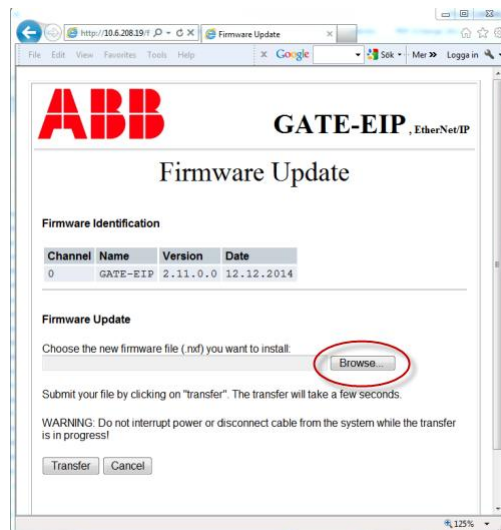 http://10.6.208.19/f
Firmware Update
File Edit View Favorites Tools Help
x Google
Sök
Mer »
Logga in
ABB
GATE-EIP , EtherNet/IP
Firmware Update
Firmware Identification
Channel Name Version Date
0 GATE-EIP 2.11.0.0 12.12.2014
Firmware Update
Choose the new firmware file (.nxf) you want to install:
Browse...
Submit your file by clicking on "transfer". The transfer will take a few seconds.
WARNING: Do not interrupt power or disconnect cable from the system while the transfer
is in progress!
Transfer Cancel
125%